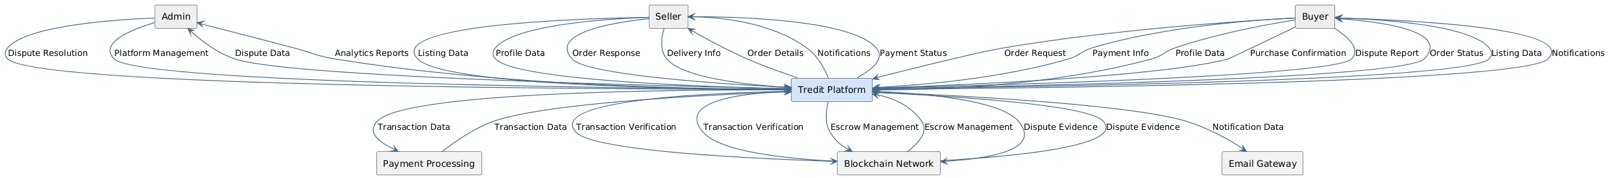 Admin
Seller
Buyer
Dispute Resolution
Platform Management
Dispute Data
Analytics Reports
Listing Data
Profile Data
Order Response
Delivery Info
Order Details
Notifications
Payment Status
Order Request
Payment Info
Profile Data
Purchase Confirmation
Dispute Report
Order Status
Listing Data
Notifications
Tredit Platform
Transaction Data
Transaction Data
Transaction Verification
Transaction Verification
Escrow Management
Escrow Management
Dispute Evidence
Dispute Evidence
Notification Data
Payment Processing
Blockchain Network
Email Gateway